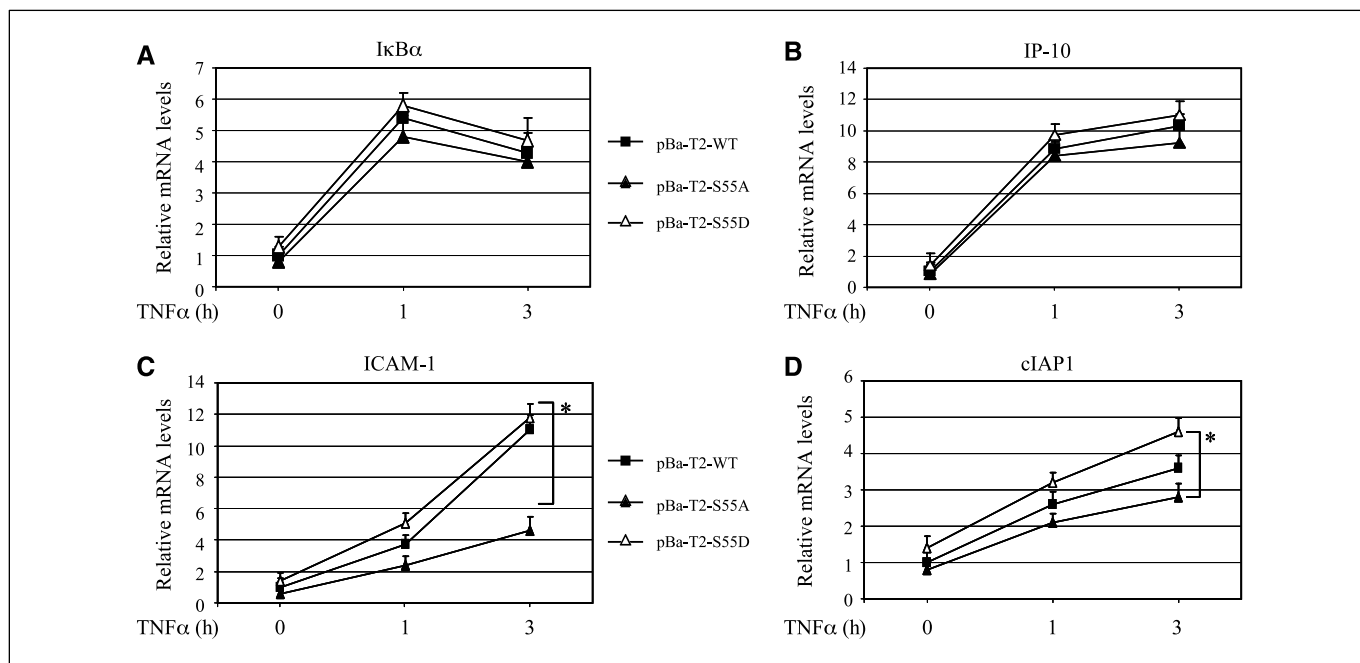 A
IκBα
Relative mRNA levels
7
6
5
4
3
2
1
0
TNFα (h)
0 1 3
pBa-T2-WT
pBa-T2-S55A
pBa-T2-S55D
B
IP-10
Relative mRNA levels
14
12
10
8
6
4
2
0
TNFα (h)
0 1 3
C
ICAM-1
Relative mRNA levels
14
12
10
8
6
4
2
0
*
TNFα (h)
0 1 3
pBa-T2-WT
pBa-T2-S55A
pBa-T2-S55D
D
cIAP1
Relative mRNA levels
6
5
4
3
2
1
0
*
TNFα (h)
0 1 3